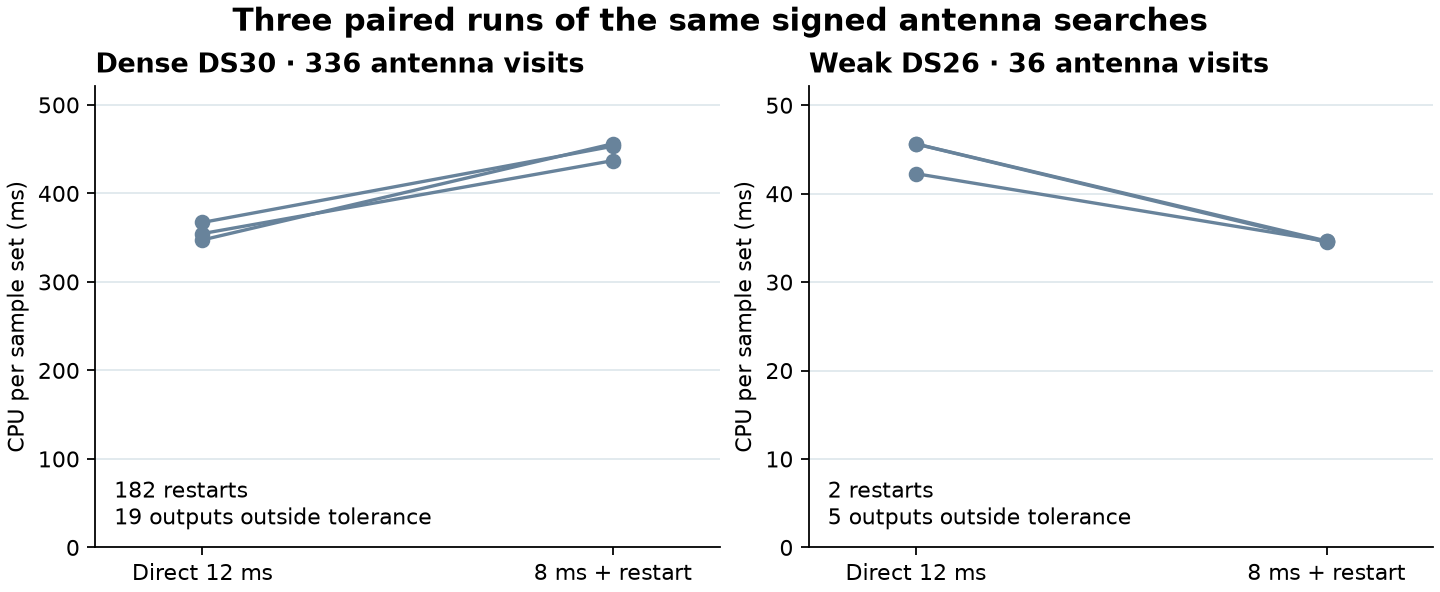 Three paired runs of the same signed antenna searches
Dense DS30 · 336 antenna visits
CPU per sample set (ms)
500
400
300
200
100
0
182 restarts
19 outputs outside tolerance
Direct 12 ms
8 ms + restart
Weak DS26 · 36 antenna visits
CPU per sample set (ms)
50
40
30
20
10
0
2 restarts
5 outputs outside tolerance
Direct 12 ms
8 ms + restart